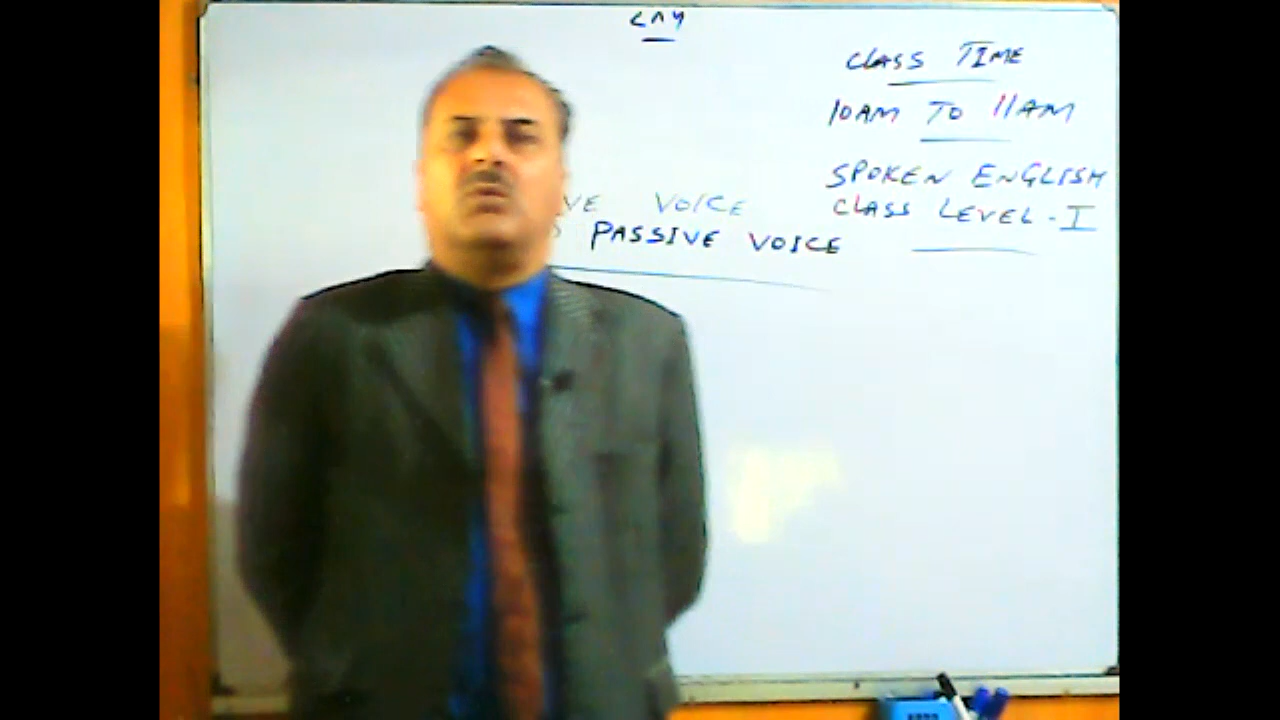 CLASS TIME
10AM TO 11AM
SPOKEN ENGLISH
CLASS LEVEL - I
VE VOICE
PASSIVE VOICE